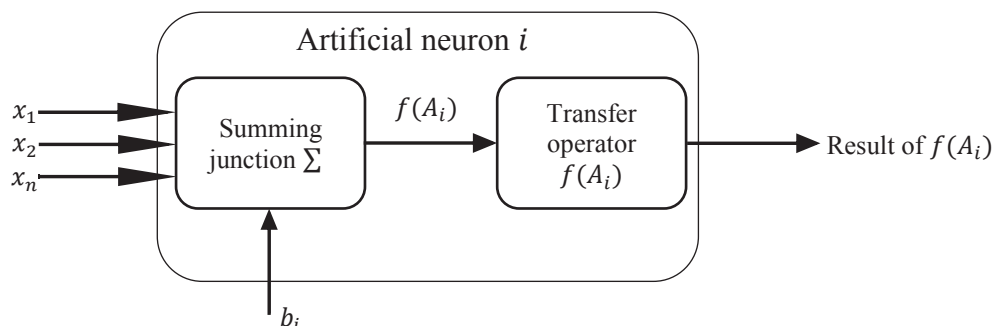 Artificial neuron i
x₁
x₂
xₙ
Summing
junction ∑
f(Aᵢ)
Transfer
operator
f(Aᵢ)
Result of f(Aᵢ)
bᵢ